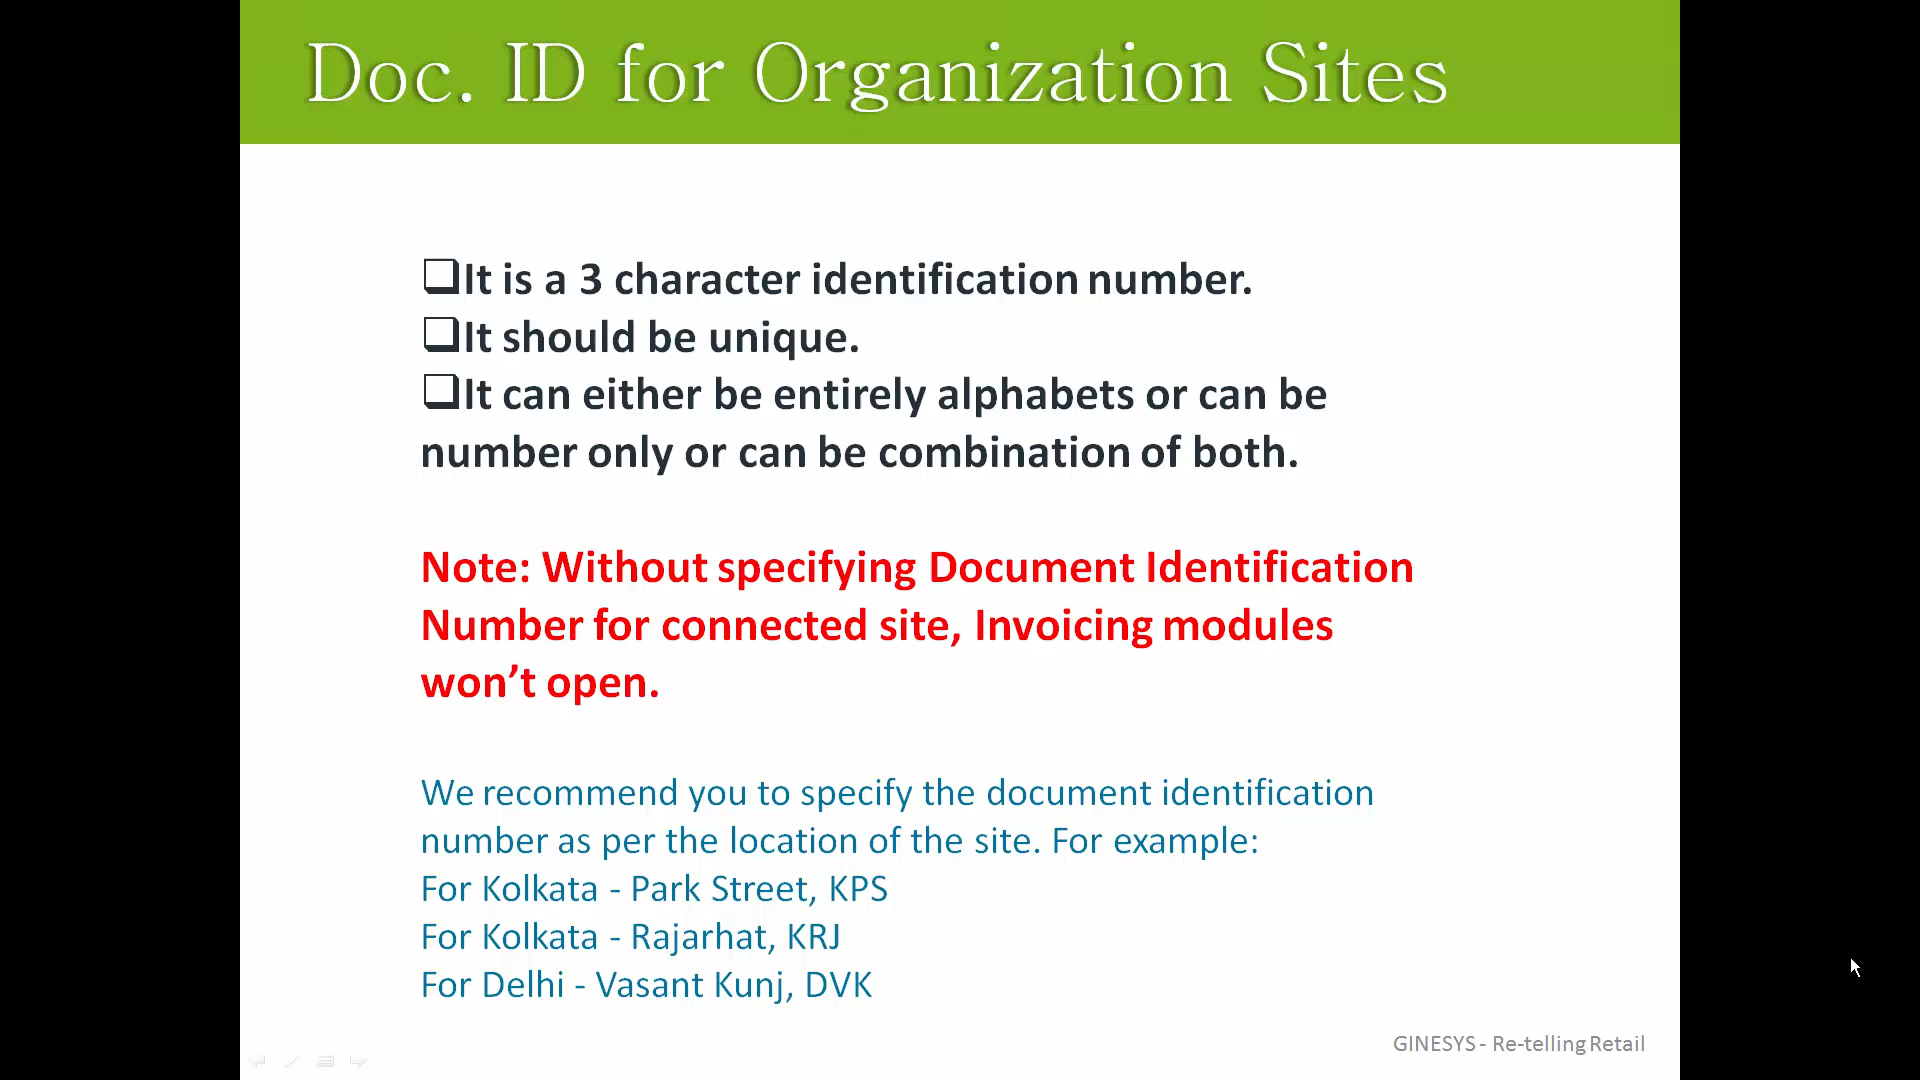 Doc. ID for Organization Sites
❑It is a 3 character identification number.
❑It should be unique.
❑It can either be entirely alphabets or can be
number only or can be combination of both.
Note: Without specifying Document Identification
Number for connected site, Invoicing modules
won’t open.
We recommend you to specify the document identification
number as per the location of the site. For example:
For Kolkata - Park Street, KPS
For Kolkata - Rajarhat, KRJ
For Delhi - Vasant Kunj, DVK
GINESYS - Re-telling Retail